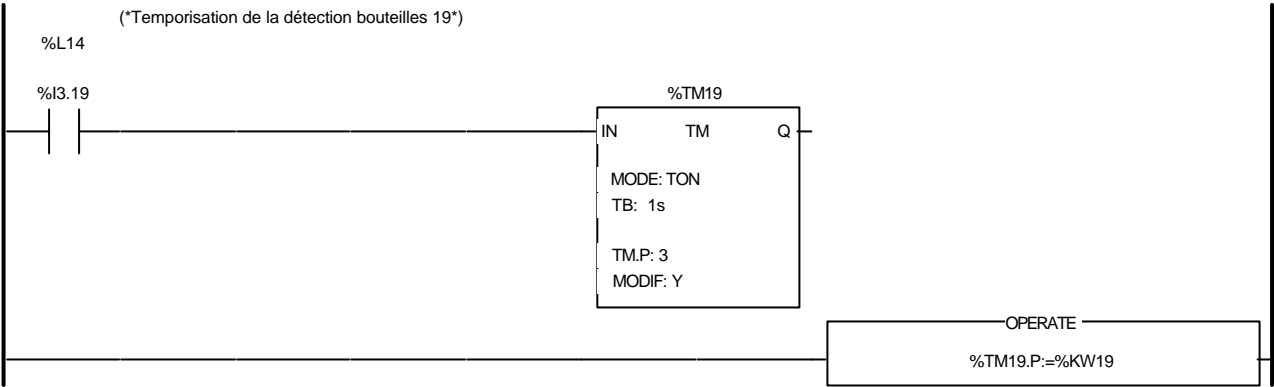 (*Temporisation de la détection bouteilles 19*)
%L14
%I3.19
%TM19
IN TM Q
MODE: TON
TB: 1s
TM.P: 3
MODIF: Y
OPERATE
%TM19.P:=%KW19